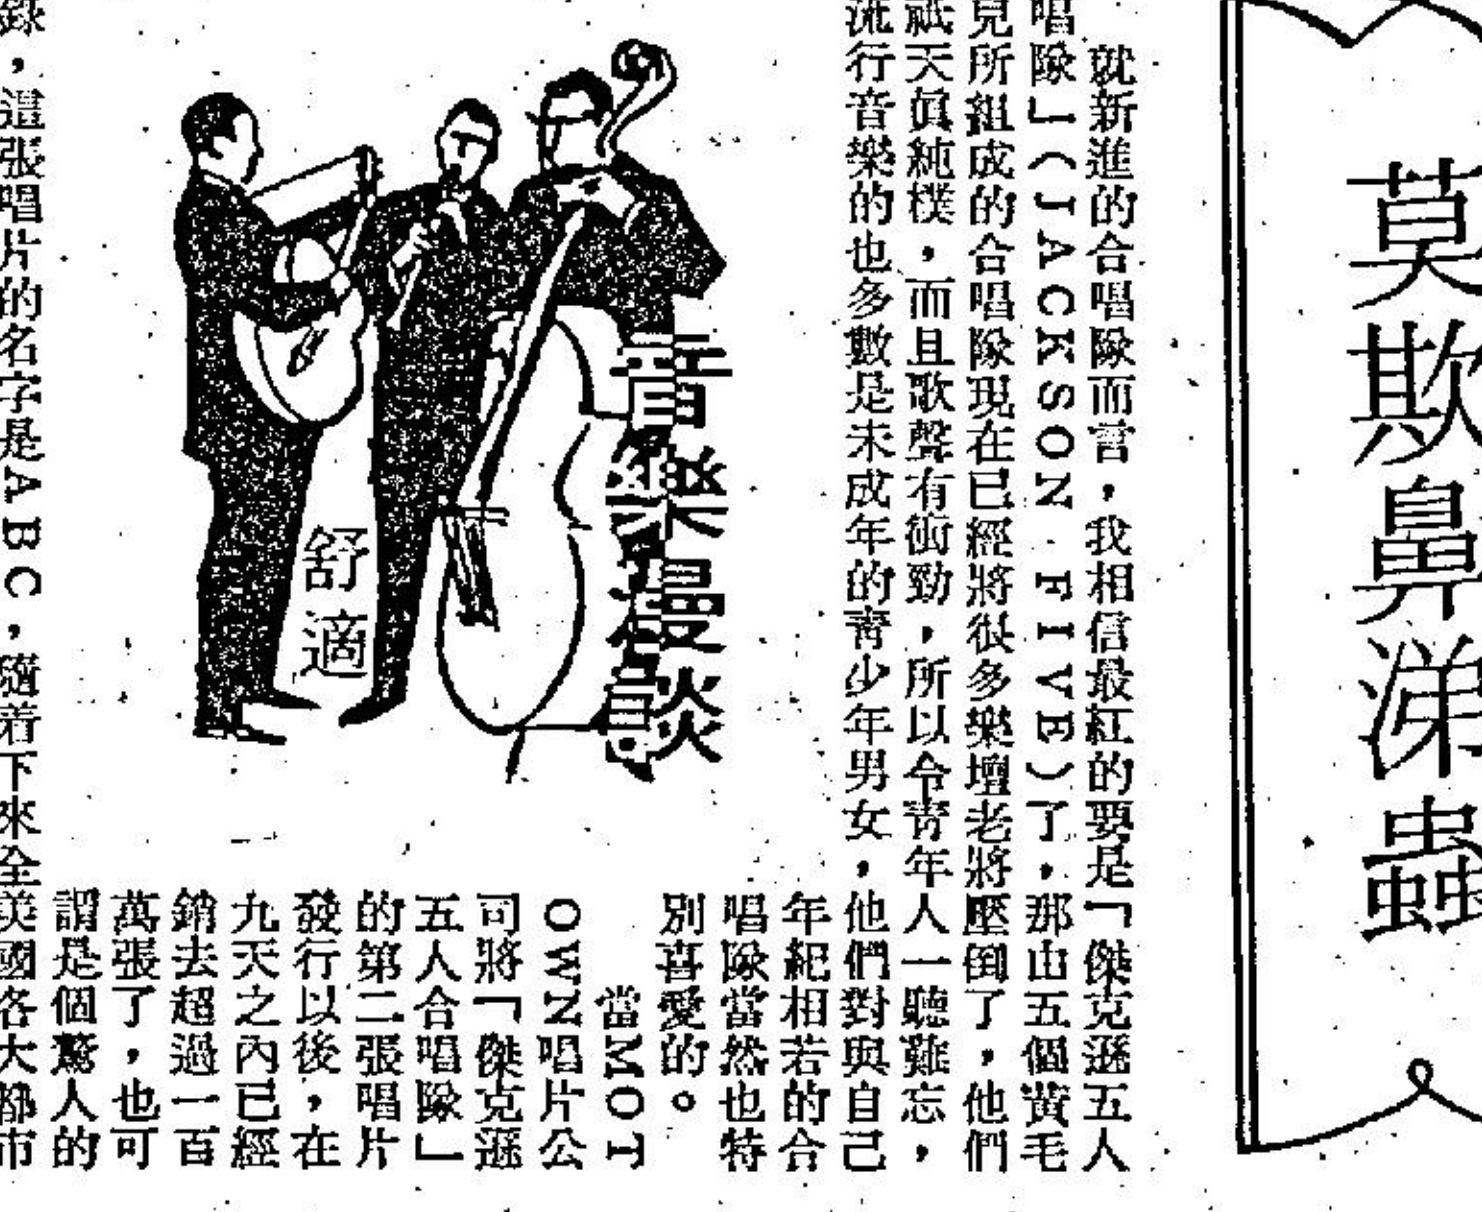 莫欺鼻涕蟲
就新進的合唱隊而言，我相信最紅的要是「傑克遜五人
唱隊」（JACKSON FIVE）了，那由五個黃毛
兒所組成的合唱隊現在已經將很多樂壇老將壓倒了，他們
祇天眞純樸，而且歌聲有衝勁，所以令靑年人一聽難忘，
流行音樂的也多數是未成年的靑少年男女，他們對與自己
年紀相若的合
唱隊當然也特
別喜愛的。
音樂漫談
舒適
當MOT
OWN唱片公
司將「傑克遜
五人合唱隊」
的第二張唱片
發行以後，在
九天之內已經
銷去超過一百
萬張了，也可
謂是個驚人的
錄，這張唱片的名字是ABC，隨着下來全美國各大都市